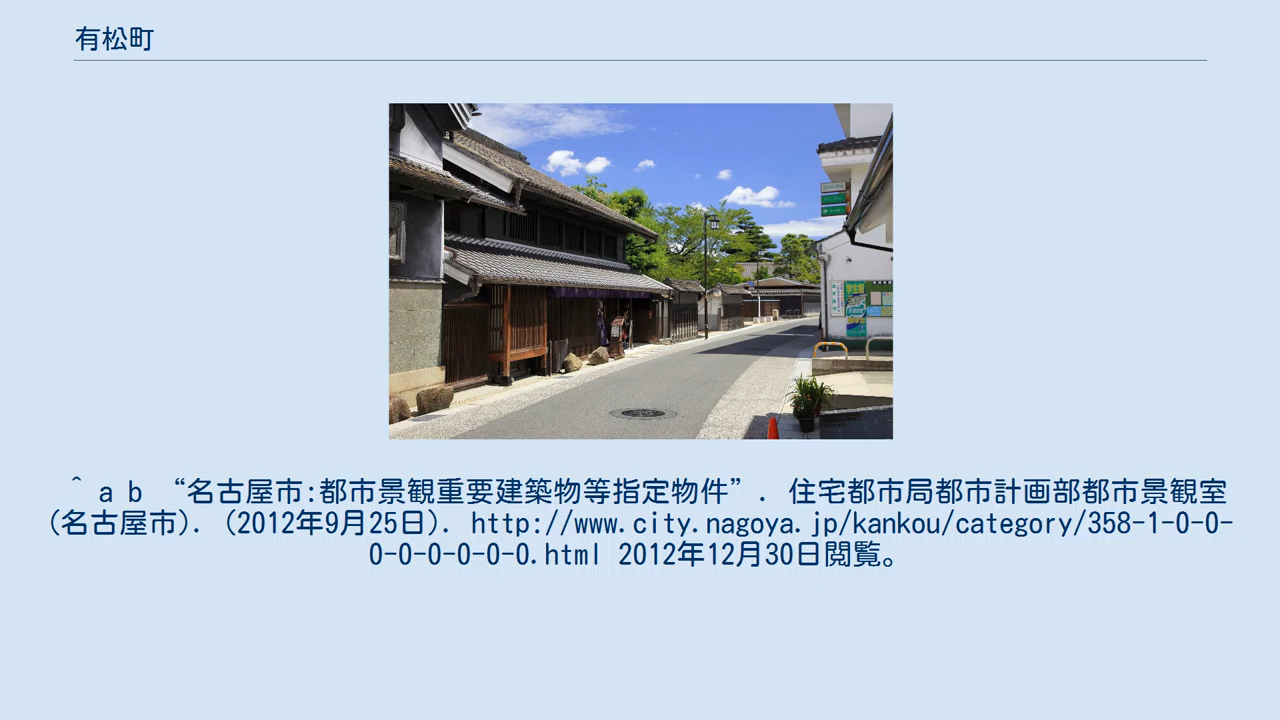 有松町
^ a b “名古屋市:都市景観重要建築物等指定物件”. 住宅都市局都市計画部都市景観室
(名古屋市). (2012年9月25日). http://www.city.nagoya.jp/kankou/category/358-1-0-0-
0-0-0-0-0-0.html 2012年12月30日閲覧。